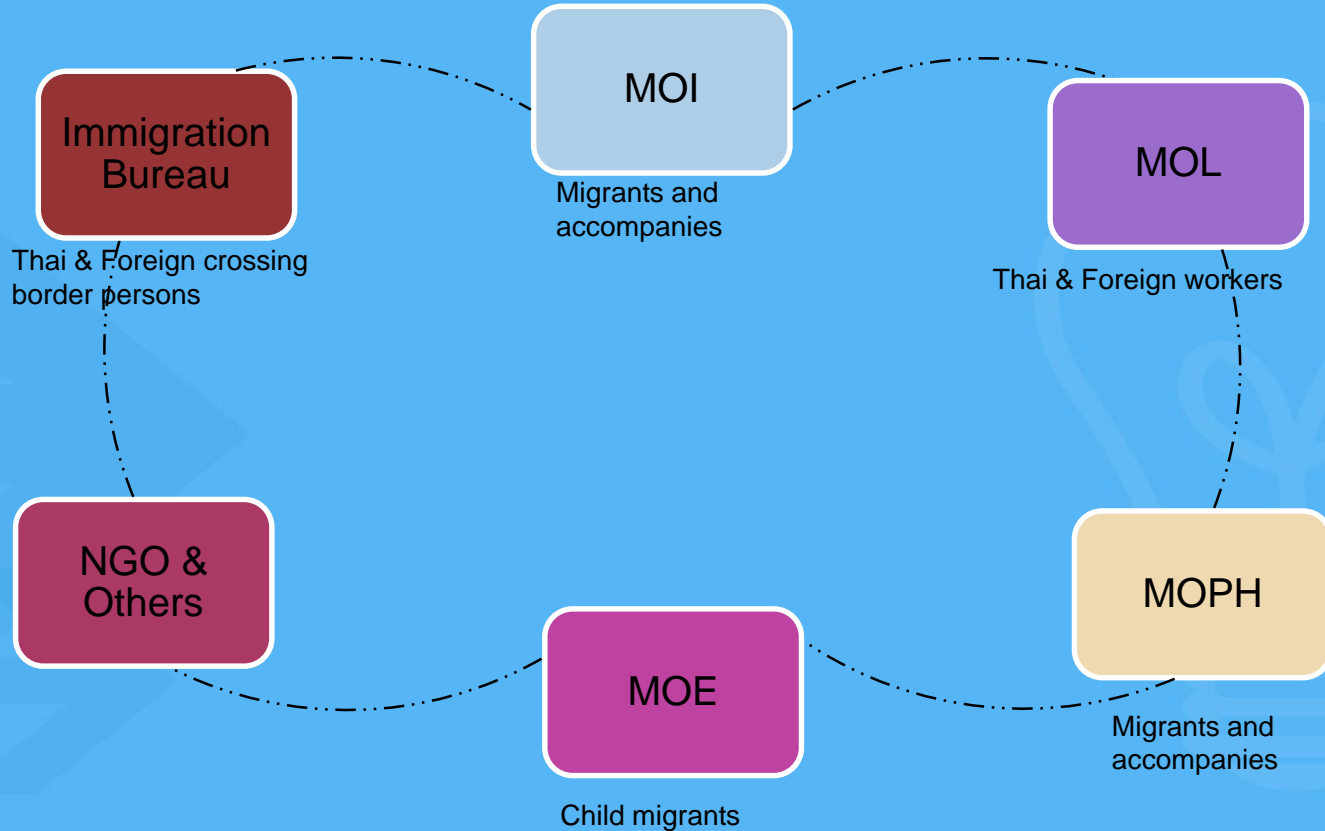 MOI
Migrants and
accompanies
Immigration
Bureau
Thai & Foreign crossing
border persons
MOL
Thai & Foreign workers
NGO &
Others
MOE
Child migrants
MOPH
Migrants and
accompanies